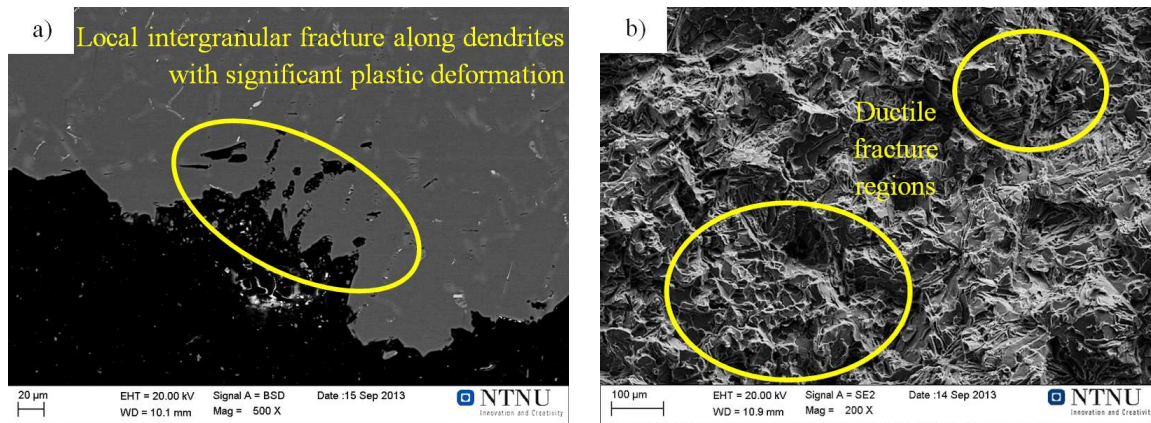 a)
Local intergranular fracture along dendrites
with significant plastic deformation
20 µm
EHT = 20.00 kV
WD = 10.1 mm
Signal A = BSD
Mag = 500 X
Date :15 Sep 2013
NTNU
Innovation and Creativity
b)
Ductile
fracture
regions
100 µm
EHT = 20.00 kV
WD = 10.9 mm
Signal A = SE2
Mag = 200 X
Date :14 Sep 2013
NTNU
Innovation and Creativity